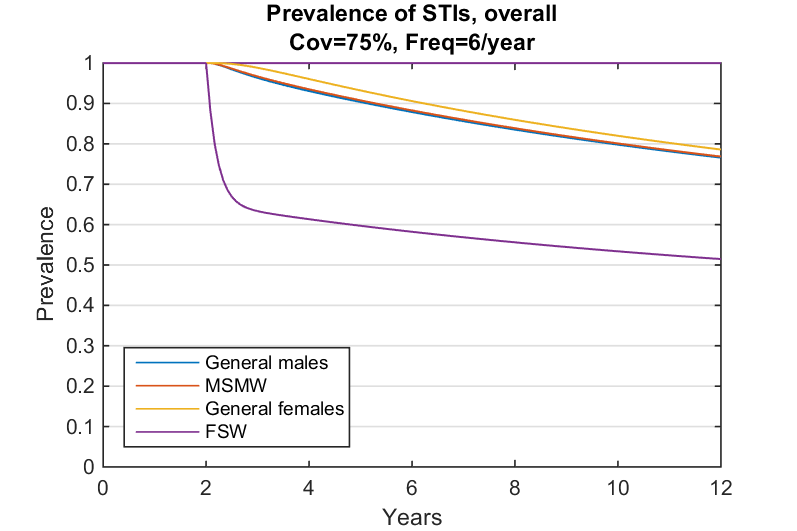 Prevalence of STIs, overall
Cov=75%, Freq=6/year
Prevalence
1
0.9
0.8
0.7
0.6
0.5
0.4
0.3
0.2
0.1
0
General males
MSMW
General females
FSW
0 2 4 6 8 10 12
Years